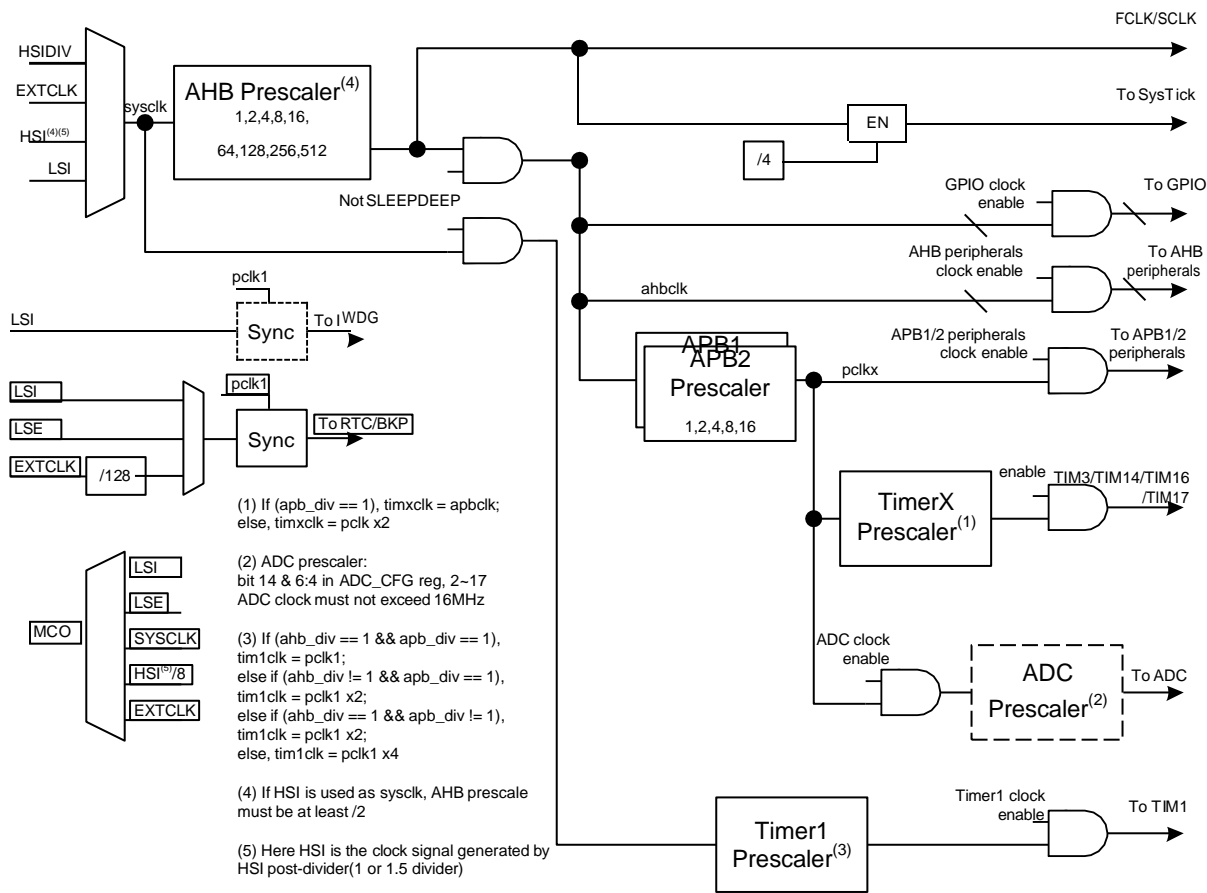 FCLK/SCLK
HSIDIV
EXTCLK
HSI(4)(5)
LSI
sysclk
AHB Prescaler(4)
1,2,4,8,16,
64,128,256,512
To SysTick
EN
/4
Not SLEEPDEEP
GPIO clock
enable
To GPIO
AHB peripherals
clock enable
To AHB
peripherals
ahbclk
pclk1
LSI
Sync
To IWDG
APB1
APB2
Prescaler
1,2,4,8,16
pclkx
APB1/2 peripherals
clock enable
To APB1/2
peripherals
LSI
LSE
EXTCLK
/128
pclk1
Sync
To RTC/BKP
TimerX
Prescaler(1)
enable
TIM3/TIM14/TIM16
/TIM17
(1) If (apb_div == 1), timxclk = apbclk;
else, timxclk = pclk x2
(2) ADC prescaler:
bit 14 & 6:4 in ADC_CFG reg, 2~17
ADC clock must not exceed 16MHz
(3) If (ahb_div == 1 && apb_div == 1),
tim1clk = pclk1;
else if (ahb_div != 1 && apb_div == 1),
tim1clk = pclk1 x2;
else if (ahb_div == 1 && apb_div != 1),
tim1clk = pclk1 x2;
else, tim1clk = pclk1 x4
(4) If HSI is used as sysclk, AHB prescale
must be at least /2
(5) Here HSI is the clock signal generated by
HSI post-divider(1 or 1.5 divider)
MCO
LSI
LSE
SYSCLK
HSI(5)/8
EXTCLK
ADC clock
enable
ADC
Prescaler(2)
To ADC
Timer1
Prescaler(3)
Timer1 clock
enable
To TIM1